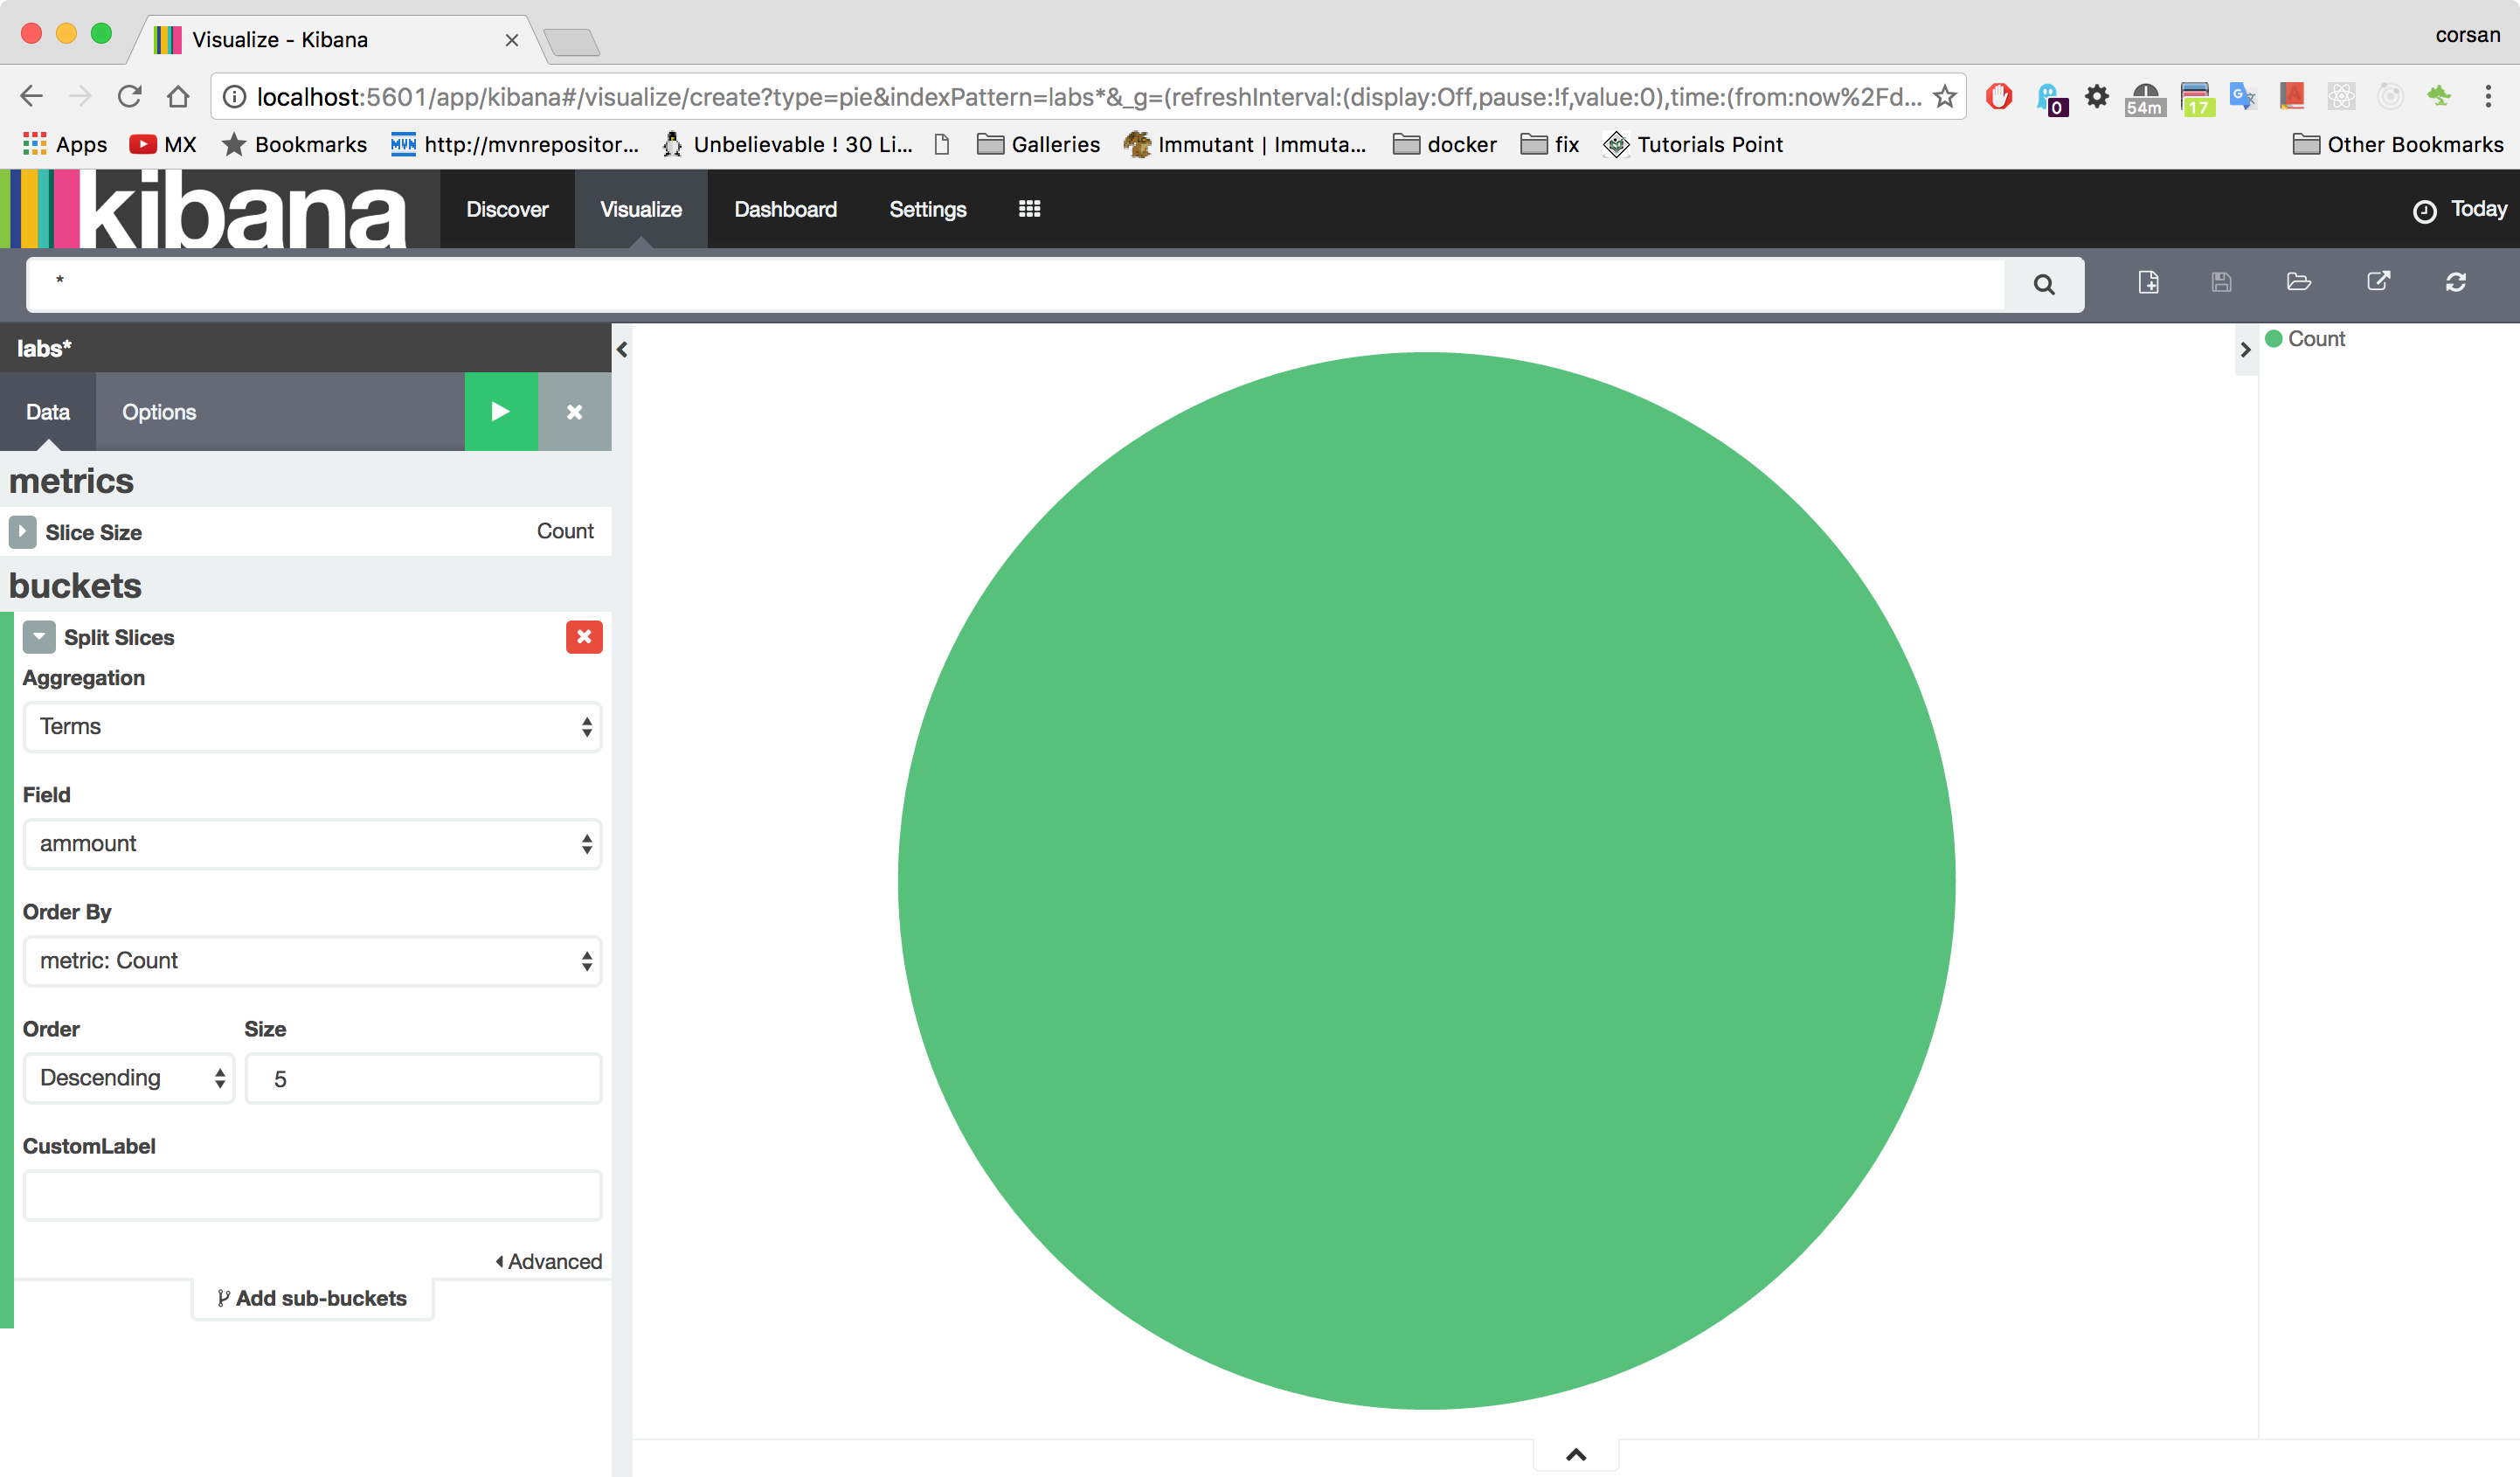 Visualize - Kibana
corsan
localhost:5601/app/kibana#/visualize/create?type=pie&indexPattern=labs*&_g=(refreshInterval:(display:Off,pause:!f,value:0),time:(from:now%2Fd...
0
54m
17
Apps
MX
Bookmarks
http://mvnrepositor...
Unbelievable ! 30 Li...
Galleries
Immutant | Immuta...
docker
fix
Tutorials Point
Other Bookmarks
kibana
Discover
Visualize
Dashboard
Settings
Today
*
labs*
Count
Data
Options
metrics
Slice Size
Count
buckets
Split Slices
Aggregation
Terms
Field
ammount
Order By
metric: Count
Order
Size
Descending
5
CustomLabel
Advanced
Add sub-buckets